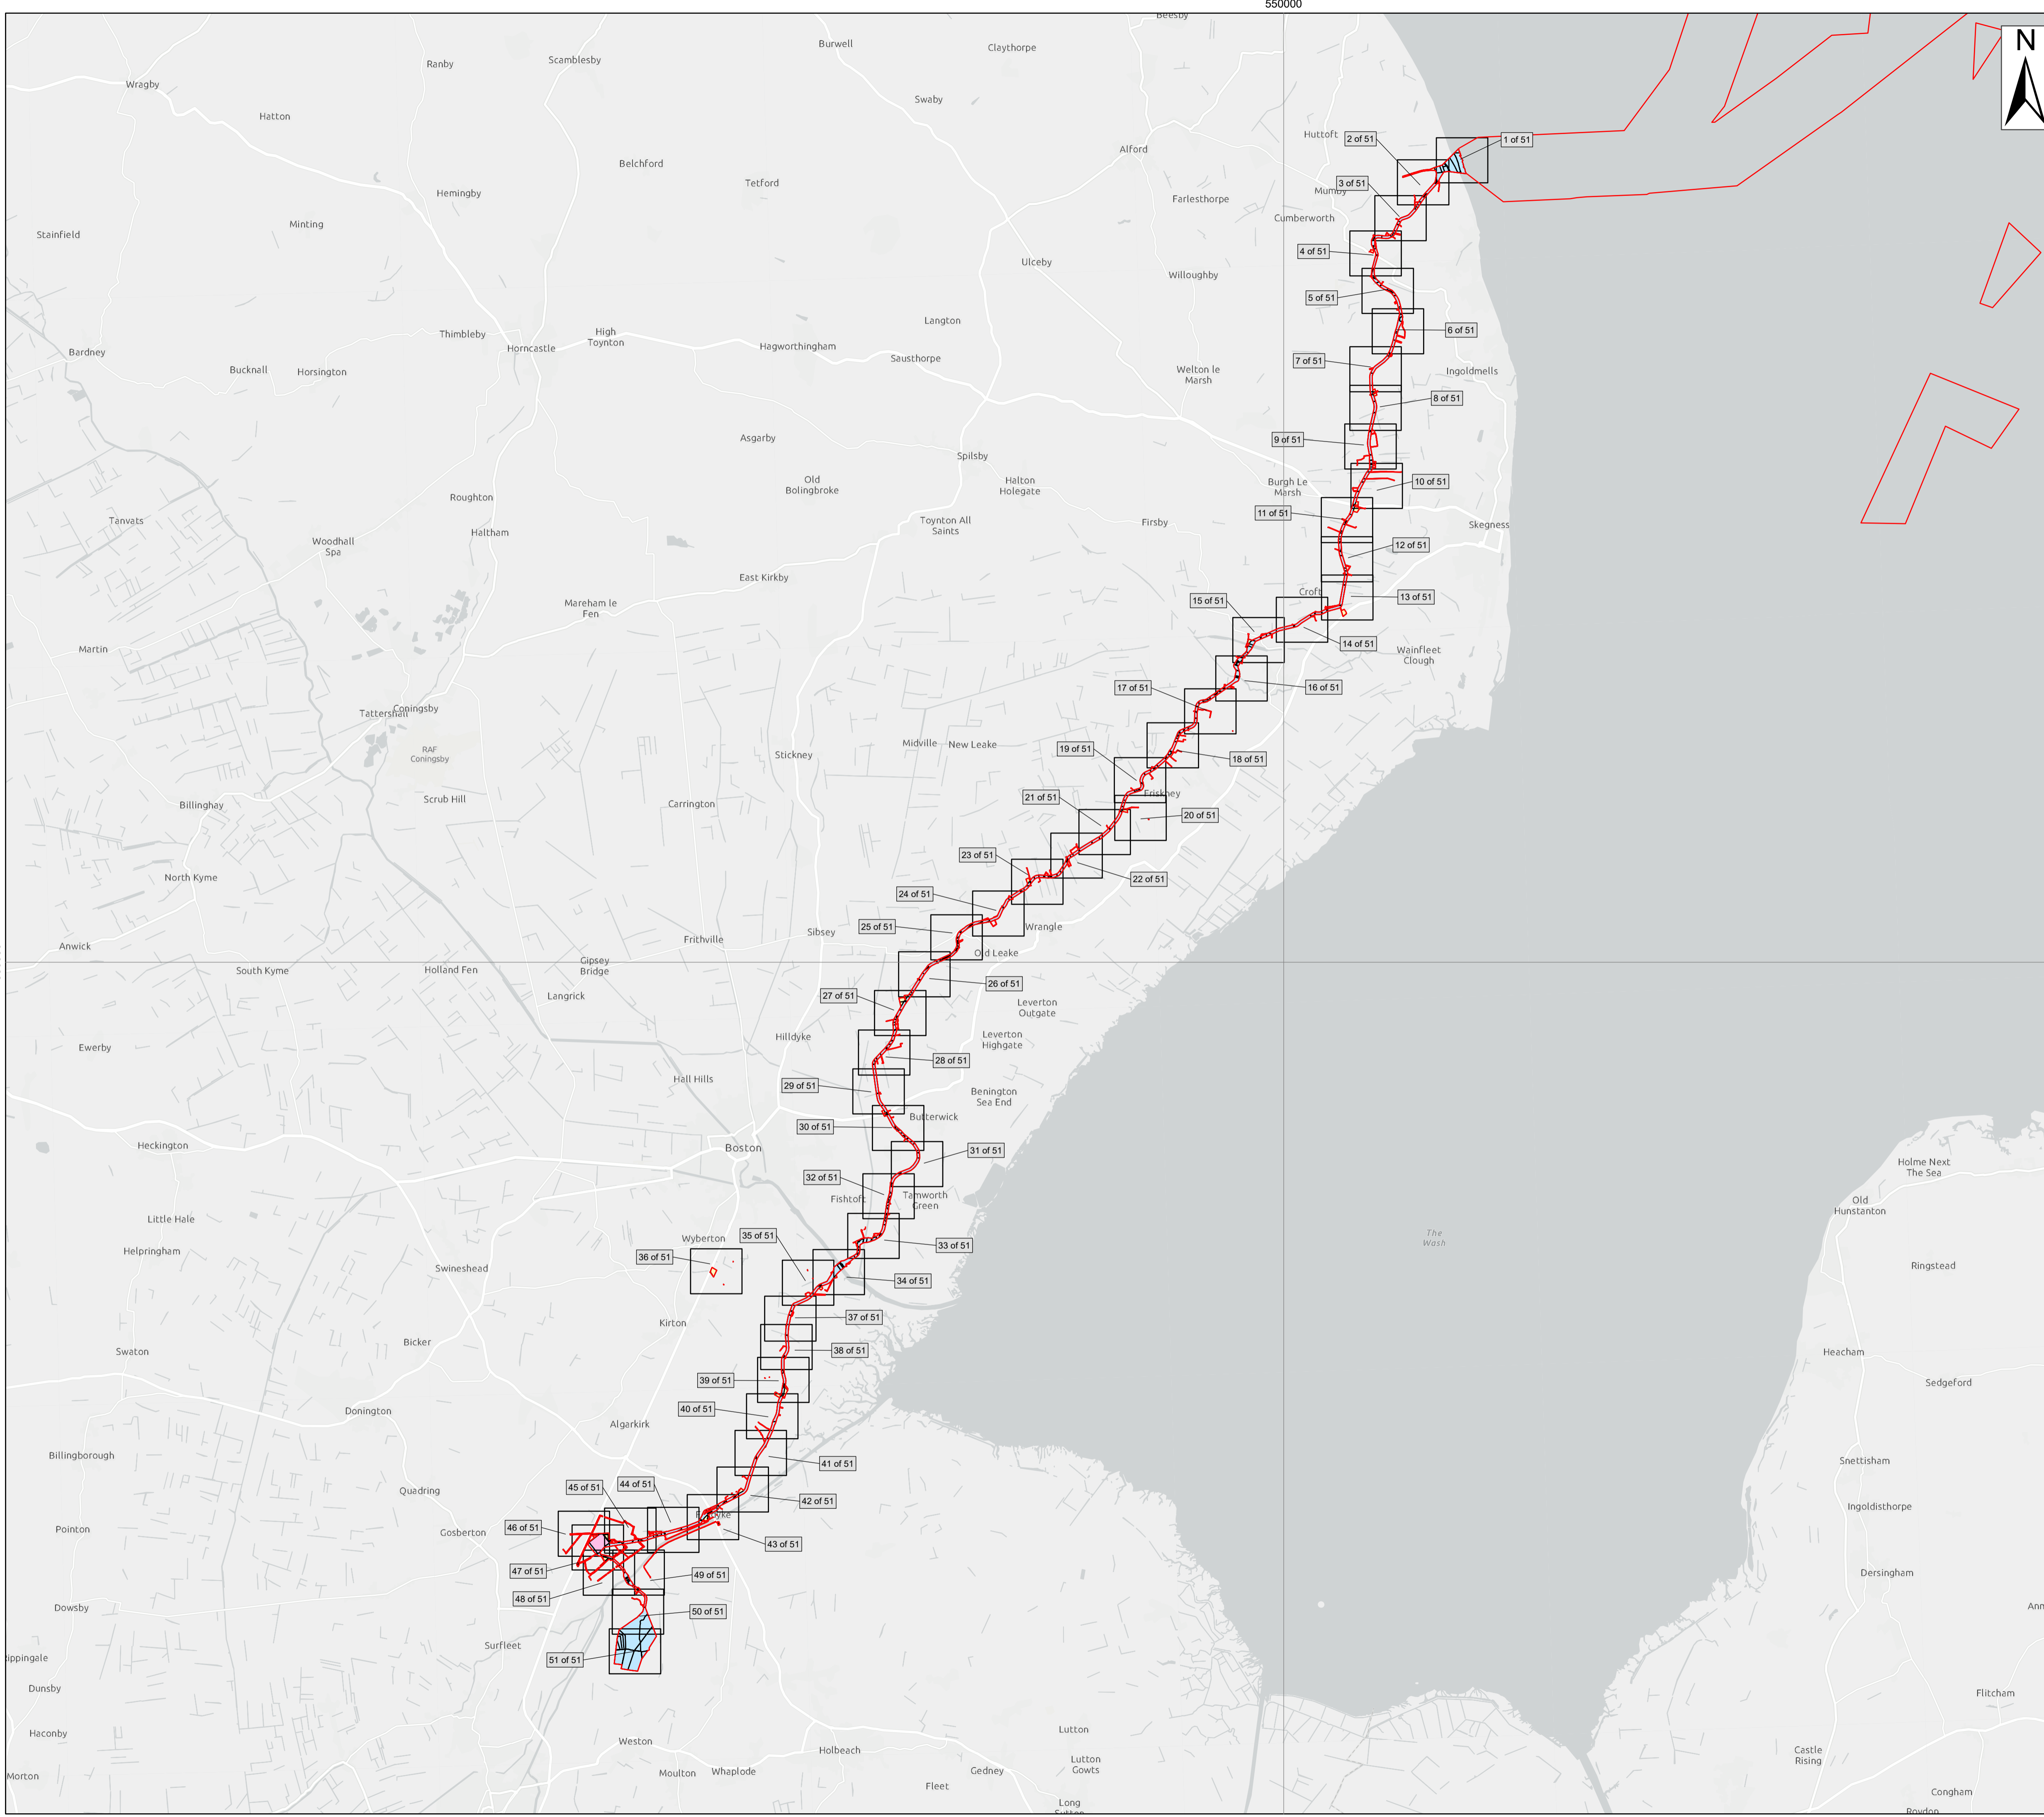 550000
Beesby
Burwell
Claythorpe
N
Ranby
Scamblesby
Wragby
Swaby
Hatton
Huttoft
2 of 51
1 of 51
Alford
Belchford
Tetford
3 of 51
Mumby
Hemingby
Farlesthorpe
Minting
Cumberworth
Stainfield
4 of 51
Ulceby
Willoughby
5 of 51
Langton
6 of 51
Thimbleby
High
Toynton
Horncastle
Hagworthingham
Bardney
Sausthorpe
7 of 51
Bucknall
Horsington
Welton le
Marsh
Ingoldmells
8 of 51
Asgarby
9 of 51
Spilsby
Old
Bolingbroke
Halton
Holegate
Burgh Le
Marsh
10 of 51
Roughton
11 of 51
Tanvats
Toynton All
Saints
Firsby
Skegness
Haltham
Woodhall
Spa
12 of 51
East Kirkby
Croft
13 of 51
15 of 51
Mareham le
Fen
14 of 51
Martin
Wainfleet
Clough
17 of 51
16 of 51
Coningsby
Tattershall
Midville
New Leake
19 of 51
RAF
Coningsby
Stickney
18 of 51
Friskney
21 of 51
Scrub Hill
Billinghay
Carrington
20 of 51
23 of 51
North Kyme
22 of 51
24 of 51
25 of 51
Wrangle
Sibsey
Frithville
Anwick
Old Leake
Gipsey
Bridge
South Kyme
Holland Fen
26 of 51
Langrick
27 of 51
Leverton
Outgate
Hilldyke
Leverton
Highgate
Ewerby
28 of 51
Hall Hills
29 of 51
Benington
Sea End
Butterwick
30 of 51
Heckington
Boston
31 of 51
Holme Next
The Sea
32 of 51
Fishtoft
Tamworth
Green
Old
Hunstanton
Little Hale
Wyberton
35 of 51
33 of 51
The
Wash
Helpringham
36 of 51
Swineshead
Ringstead
34 of 51
37 of 51
Kirton
Bicker
38 of 51
Swaton
Heacham
39 of 51
Sedgeford
40 of 51
Donington
Algarkirk
Billingborough
41 of 51
Snettisham
45 of 51
44 of 51
Quadring
42 of 51
Ingoldisthorpe
46 of 51
Pointon
Gosberton
43 of 51
47 of 51
49 of 51
Dersingham
48 of 51
Dowsby
50 of 51
Surfleet
51 of 51
Dunsby
Flitcham
Haconby
Lutton
Weston
Holbeach
Castle
Rising
Lutton
Gowts
Morton
Moulton
Whaplode
Gedney
Fleet
Congham
Long